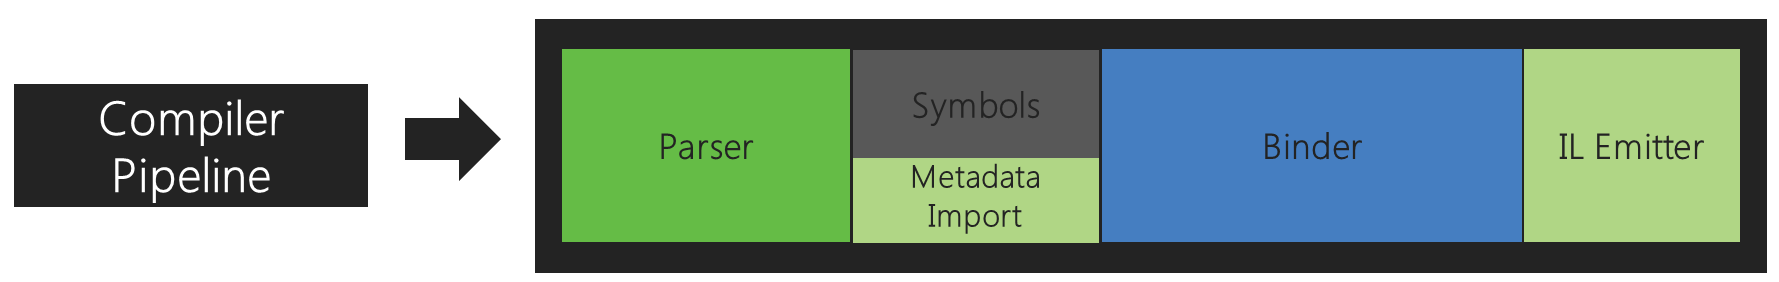 Compiler
Pipeline
Parser
Symbols
Metadata
Import
Binder
IL Emitter